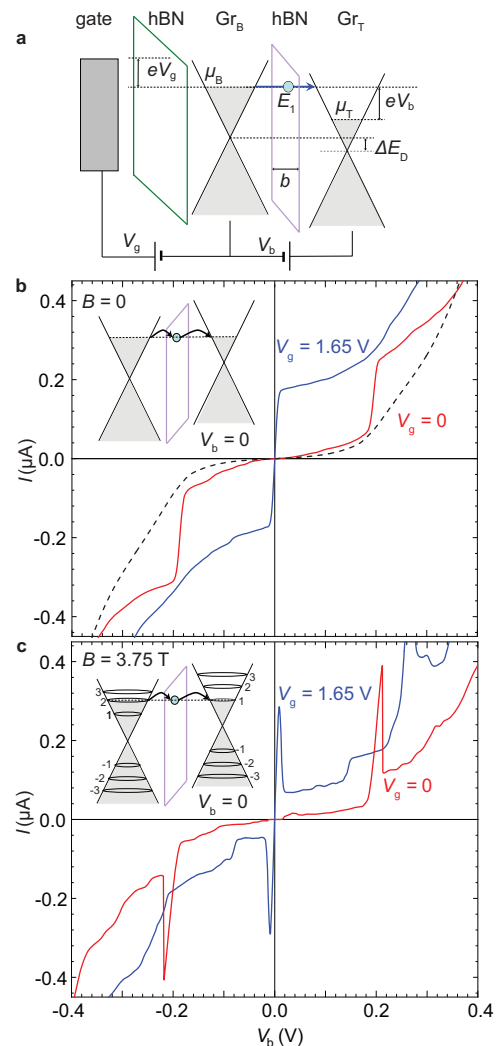 gate hBN Gr_B hBN Gr_T
a
eV_g
μ_B
E_1
μ_T
eV_b
ΔE_D
b
V_g V_b
b
B = 0
V_b = 0
V_g = 1.65 V
V_g = 0
I (μA)
0.4
0.2
0.0
-0.2
-0.4
c
B = 3.75 T
3
2
1
-1
-2
-3
3
2
1
-1
-2
-3
V_b = 0
V_g = 1.65 V
V_g = 0
I (μA)
0.4
0.2
0.0
-0.2
-0.4
-0.4 -0.2 0.0 0.2 0.4
V_b (V)